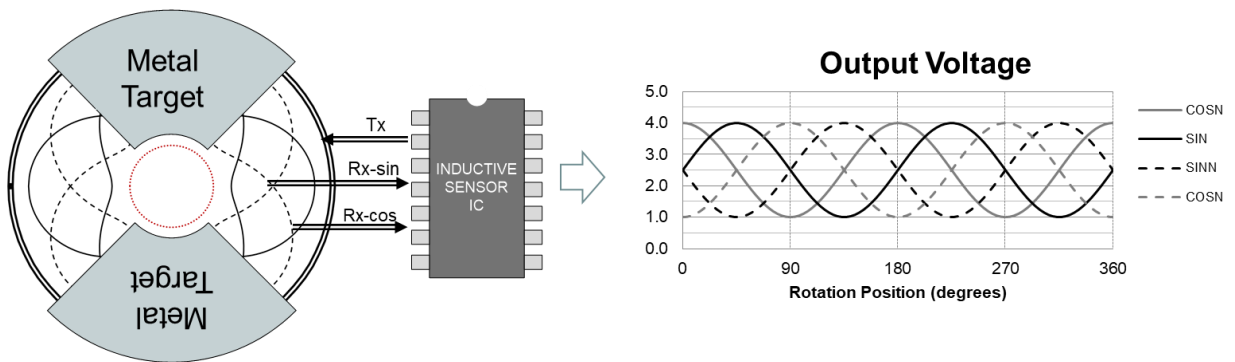 Metal
Target
Metal
Target
Tx
Rx-sin
Rx-cos
INDUCTIVE
SENSOR
IC
Output Voltage
5.0
4.0
3.0
2.0
1.0
0.0
0 90 180 270 360
Rotation Position (degrees)
COSN
SIN
SINN
COSN